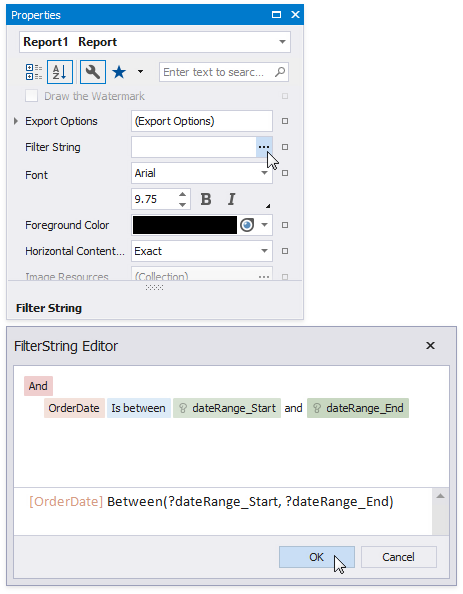 Properties
Report1 Report
A Z Enter text to searc...
Draw the Watermark
Export Options (Export Options)
Filter String ...
Font Arial
9.75 B I
Foreground Color
Horizontal Content... Exact
Image Resources (Collection) ...
Filter String
FilterString Editor
And
OrderDate Is between ? dateRange_Start and ? dateRange_End
[OrderDate] Between(?dateRange_Start, ?dateRange_End)
OK Cancel